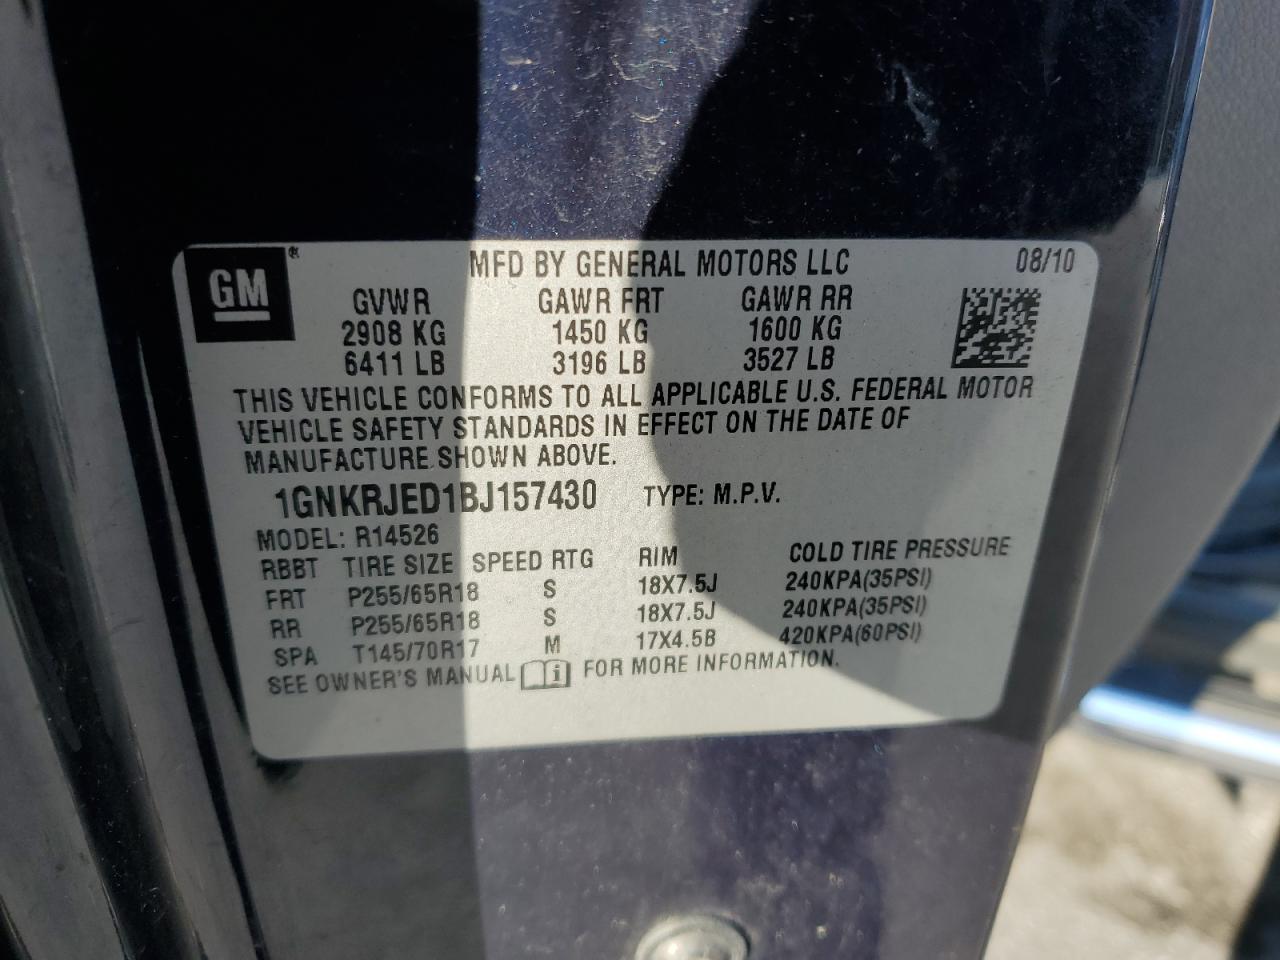 GM®
MFD BY GENERAL MOTORS LLC 08/10
GVWR GAWR FRT GAWR RR
2908 KG 1450 KG 1600 KG
6411 LB 3196 LB 3527 LB
THIS VEHICLE CONFORMS TO ALL APPLICABLE U.S. FEDERAL MOTOR
VEHICLE SAFETY STANDARDS IN EFFECT ON THE DATE OF
MANUFACTURE SHOWN ABOVE.
1GNKRJED1BJ157430 TYPE: M.P.V.
MODEL: R14526
RBBT TIRE SIZE SPEED RTG RIM COLD TIRE PRESSURE
FRT P255/65R18 S 18X7.5J 240KPA(35PSI)
RR P255/65R18 S 18X7.5J 240KPA(35PSI)
SPA T145/70R17 M 17X4.5B 420KPA(60PSI)
SEE OWNER'S MANUAL i FOR MORE INFORMATION.